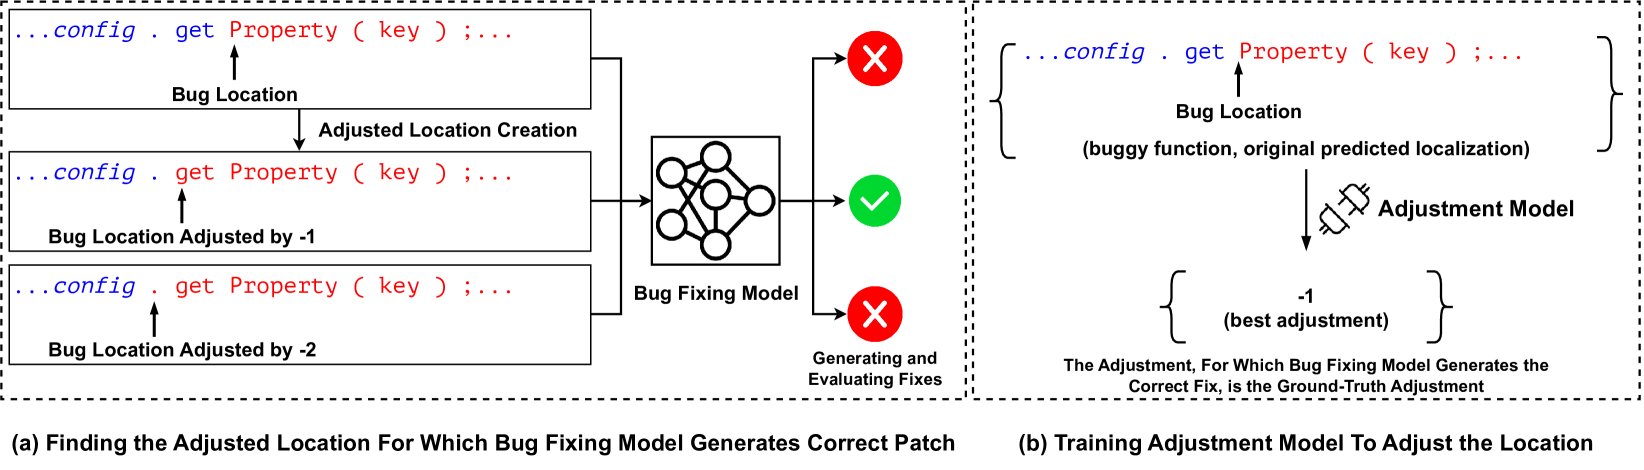 ...config . get Property ( key ) ;...
Bug Location
Adjusted Location Creation
...config . get Property ( key ) ;...
Bug Location Adjusted by -1
...config . get Property ( key ) ;...
Bug Location Adjusted by -2
Bug Fixing Model
Generating and
Evaluating Fixes
(a) Finding the Adjusted Location For Which Bug Fixing Model Generates Correct Patch
...config . get Property ( key ) ;...
Bug Location
(buggy function, original predicted localization)
Adjustment Model
-1
(best adjustment)
The Adjustment, For Which Bug Fixing Model Generates the
Correct Fix, is the Ground-Truth Adjustment
(b) Training Adjustment Model To Adjust the Location